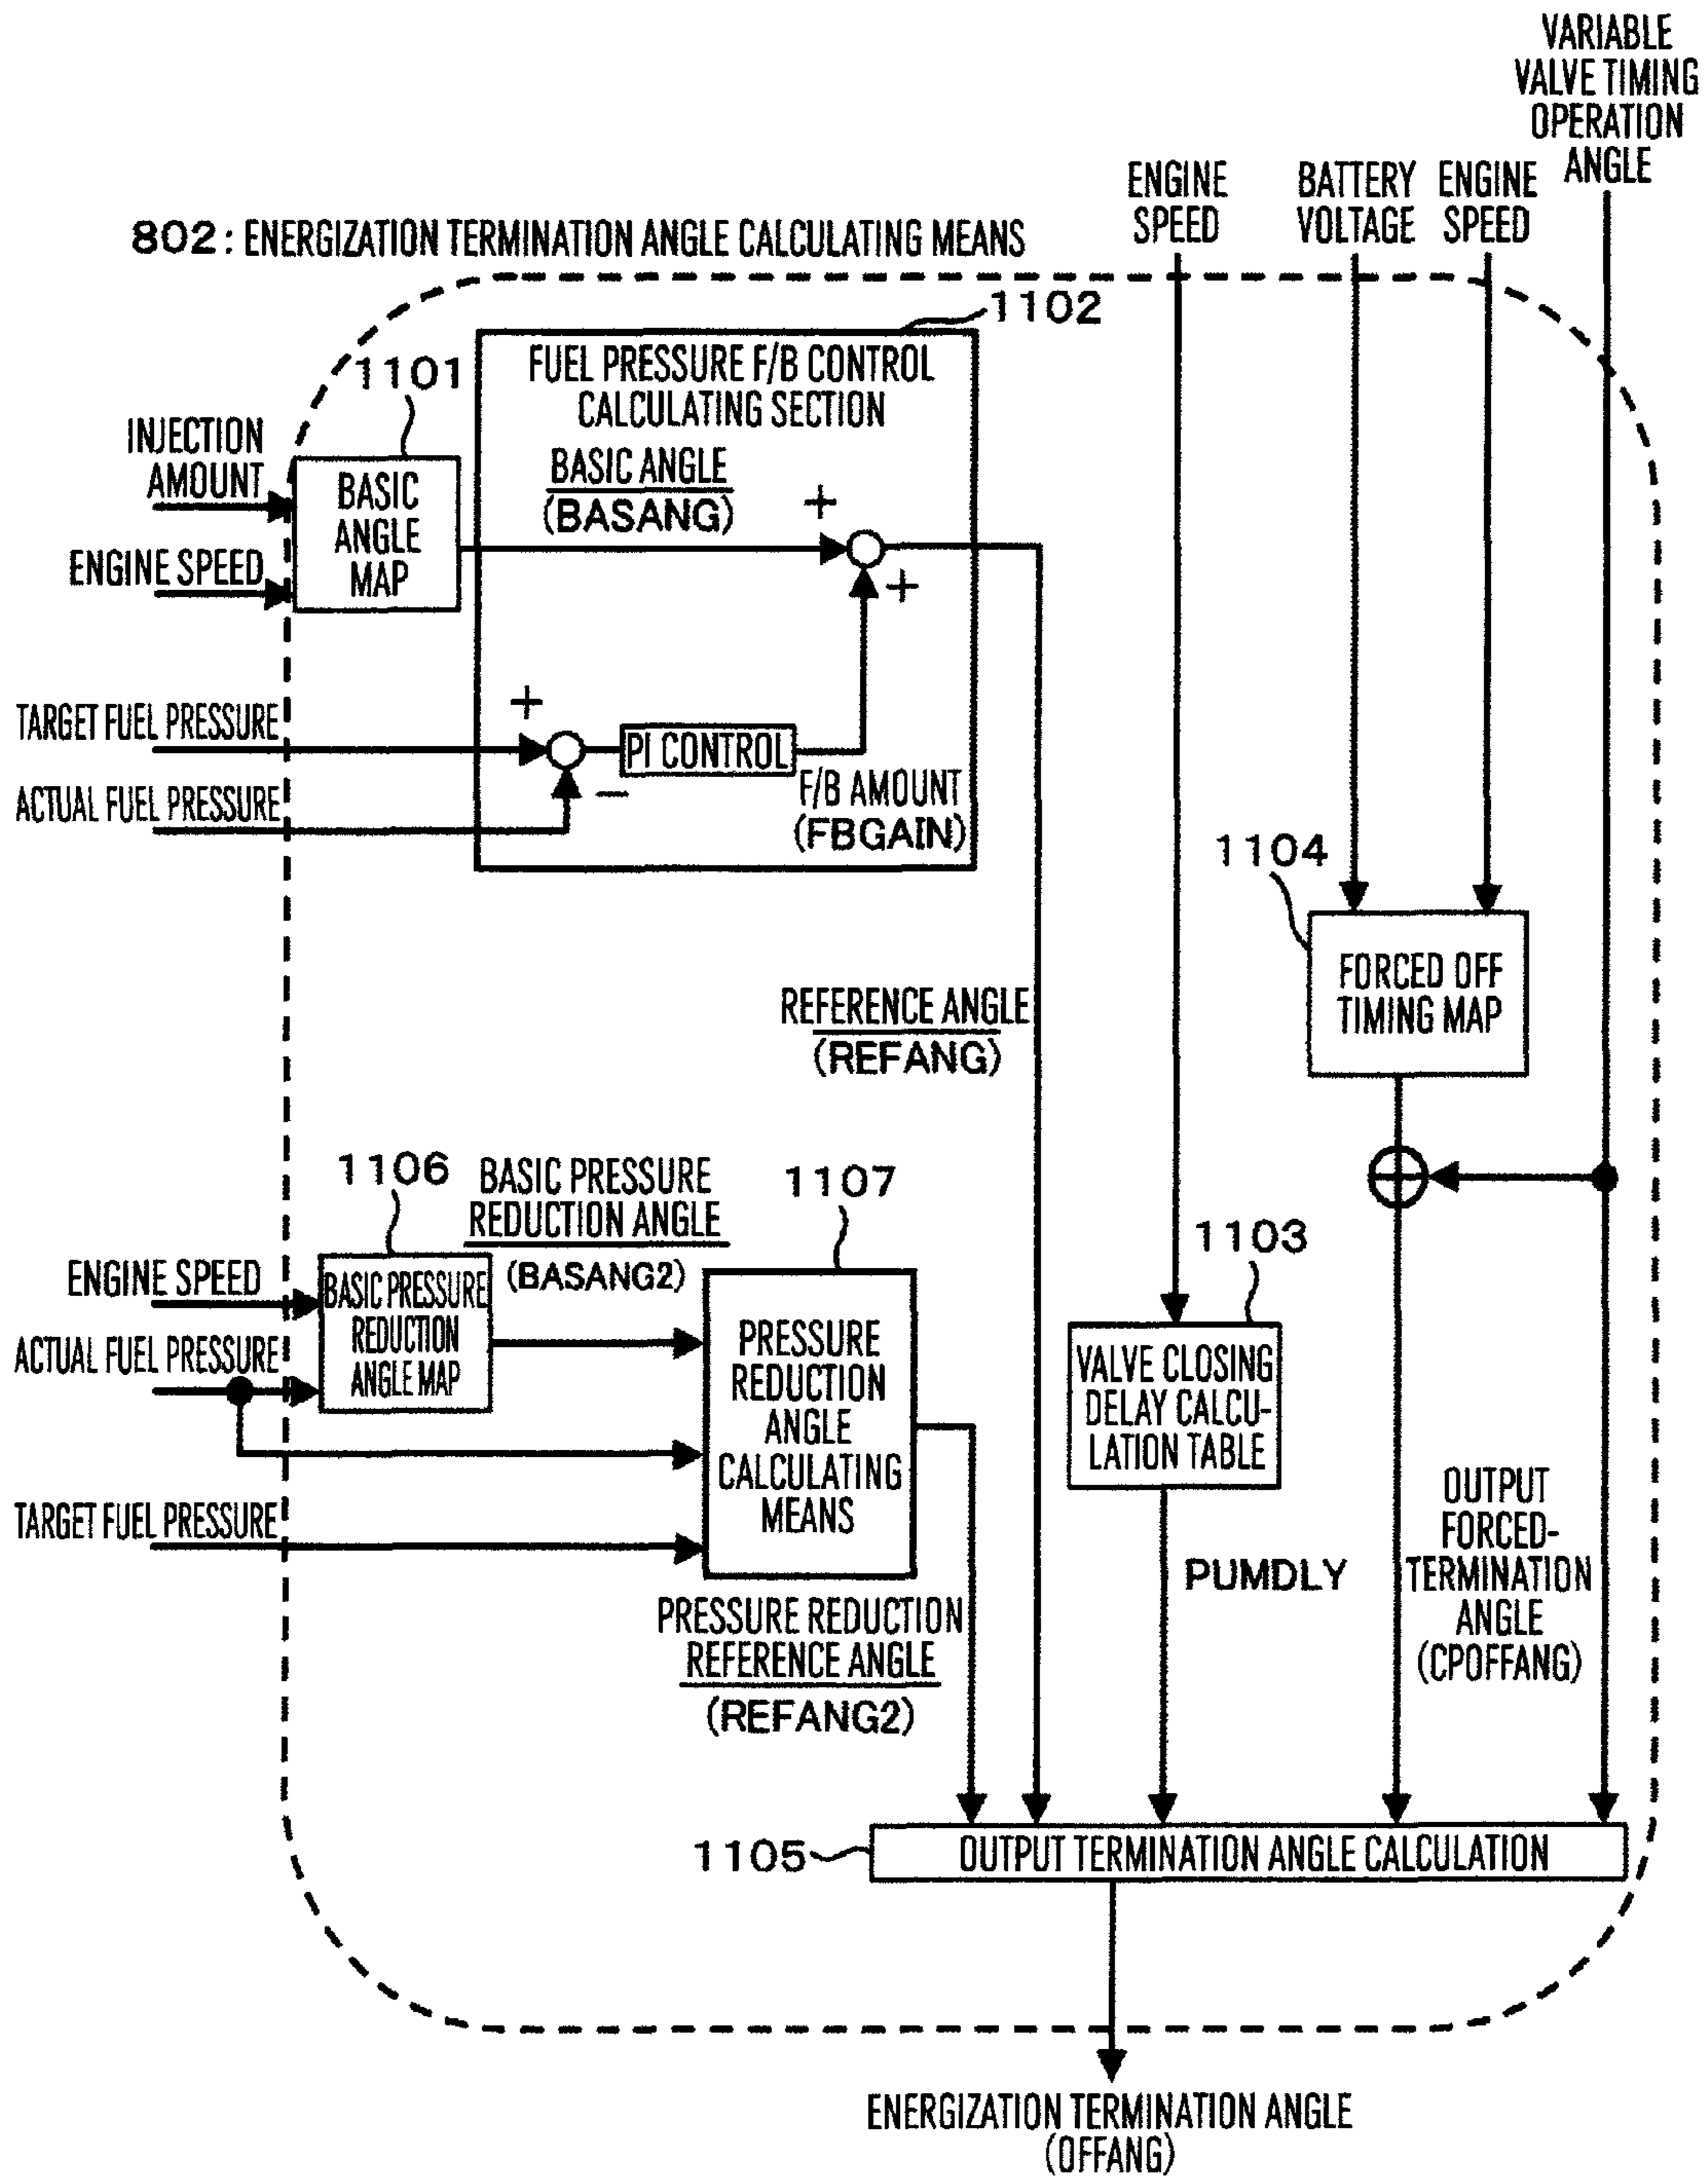 VARIABLE
VALVE TIMING
OPERATION
ANGLE
ENGINE
SPEED
BATTERY
VOLTAGE
ENGINE
SPEED
802 : ENERGIZATION TERMINATION ANGLE CALCULATING MEANS
1102
FUEL PRESSURE F/B CONTROL
CALCULATING SECTION
1101
INJECTION
AMOUNT
ENGINE SPEED
BASIC
ANGLE
MAP
BASIC ANGLE
(BASANG)
+
+
TARGET FUEL PRESSURE
+
PI CONTROL
ACTUAL FUEL PRESSURE
−
F/B AMOUNT
(FBGAIN)
1104
FORCED OFF
TIMING MAP
REFERENCE ANGLE
(REFANG)
1106
BASIC PRESSURE
REDUCTION ANGLE
(BASANG2)
1107
1103
ENGINE SPEED
ACTUAL FUEL PRESSURE
BASIC PRESSURE
REDUCTION
ANGLE MAP
PRESSURE
REDUCTION
ANGLE
CALCULATING
MEANS
VALVE CLOSING
DELAY CALCU-
LATION TABLE
TARGET FUEL PRESSURE
PUMDLY
OUTPUT
FORCED-
TERMINATION
ANGLE
(CPOFFANG)
PRESSURE REDUCTION
REFERENCE ANGLE
(REFANG2)
1105
OUTPUT TERMINATION ANGLE CALCULATION
ENERGIZATION TERMINATION ANGLE
(OFFANG)